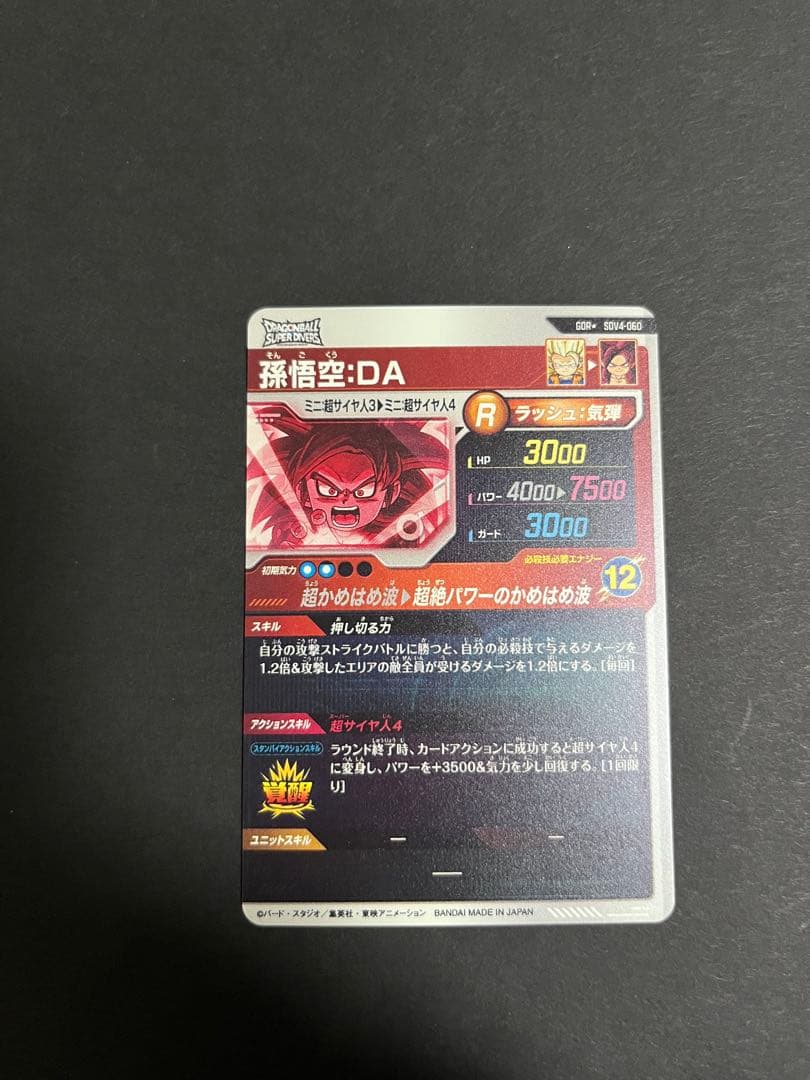 DRAGONBALL
SUPER DIVERS
GDR★ SDV4-060
そん ご くう
孫悟空:DA
ミニ:超サイヤ人3▶ミニ:超サイヤ人4
R ラッシュ:気弾
HP 3000
パワー 4000▶7500
ガード 3000
初期気力
必殺技必要エナジー
12
超かめはめ波▶超絶パワーのかめはめ波
スキル 押し切る力
自分の攻撃ストライクバトルに勝つと、自分の必殺技で与えるダメージを
1.2倍&攻撃したエリアの敵全員が受けるダメージを1.2倍にする。[毎回]
アクションスキル 超サイヤ人4
スタンバイアクションスキル
ラウンド終了時、カードアクションに成功すると超サイヤ人4
に変身し、パワーを+3500&気力を少し回復する。[1回限
り]
覚醒
ユニットスキル ー ー
ー
©バード・スタジオ/集英社・東映アニメーション BANDAI MADE IN JAPAN